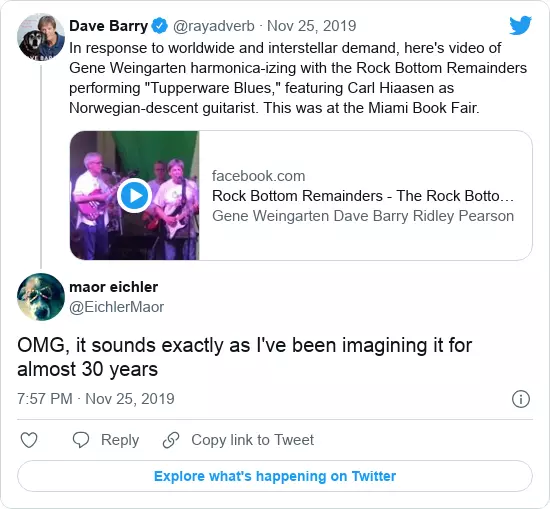 Dave Barry @rayadverb · Nov 25, 2019
In response to worldwide and interstellar demand, here's video of
Gene Weingarten harmonica-izing with the Rock Bottom Remainders
performing "Tupperware Blues," featuring Carl Hiaasen as
Norwegian-descent guitarist. This was at the Miami Book Fair.
facebook.com
Rock Bottom Remainders - The Rock Botto…
Gene Weingarten Dave Barry Ridley Pearson
maor eichler
@EichlerMaor
OMG, it sounds exactly as I've been imagining it for
almost 30 years
7:57 PM · Nov 25, 2019
Reply Copy link to Tweet
Explore what's happening on Twitter